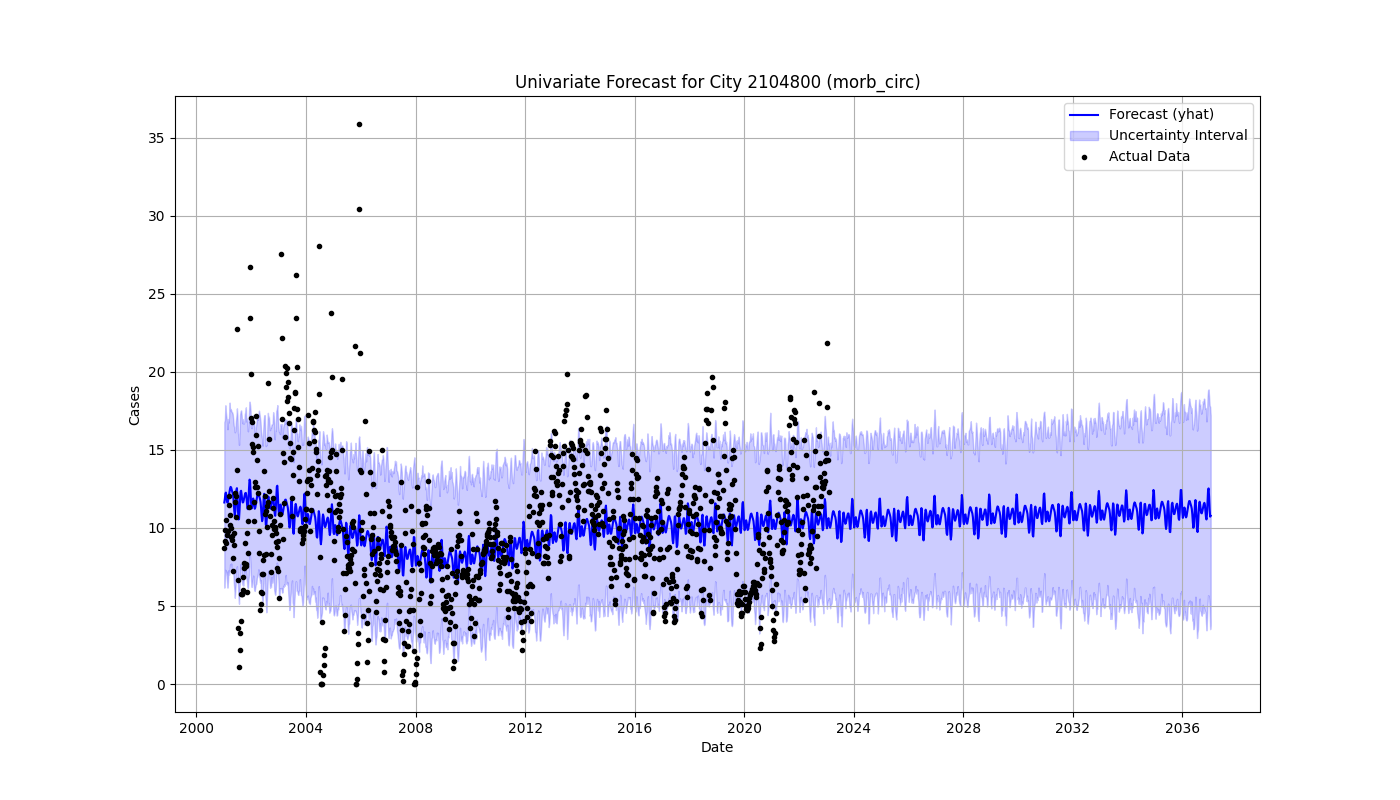 Univariate Forecast for City 2104800 (morb_circ)
Forecast (yhat)
Uncertainty Interval
Actual Data
Cases
35
30
25
20
15
10
5
0
2000 2004 2008 2012 2016 2020 2024 2028 2032 2036
Date